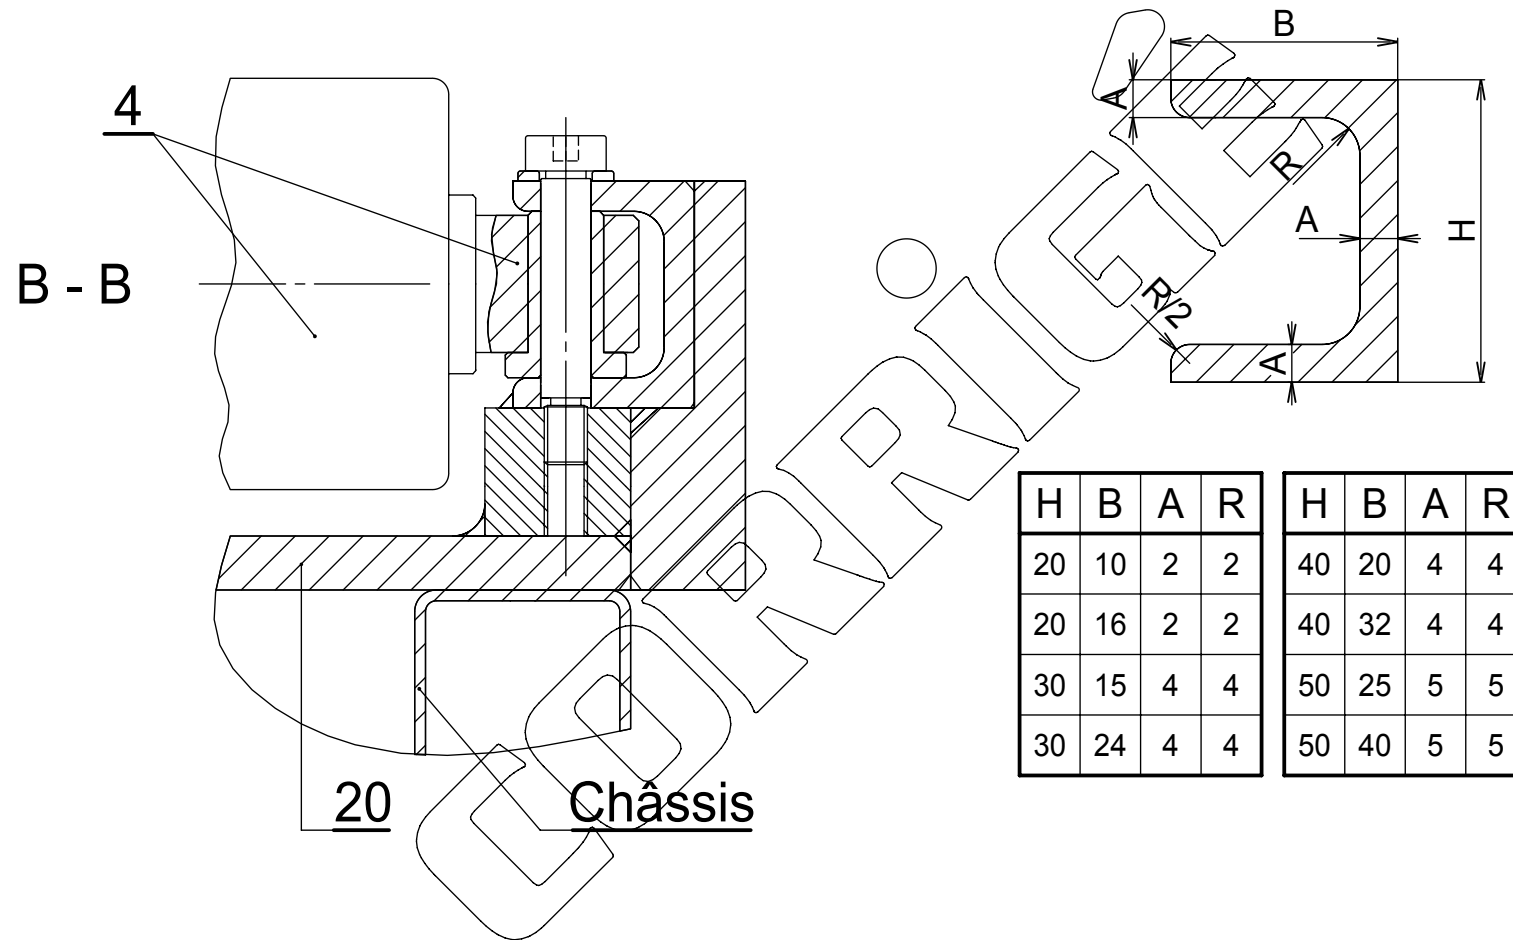 4
B - B
20
Châssis
B
A
R
A
H
R/2
A
H B A R
20 10 2 2
20 16 2 2
30 15 4 4
30 24 4 4
H B A R
40 20 4 4
40 32 4 4
50 25 5 5
50 40 5 5
CORRIGÉ